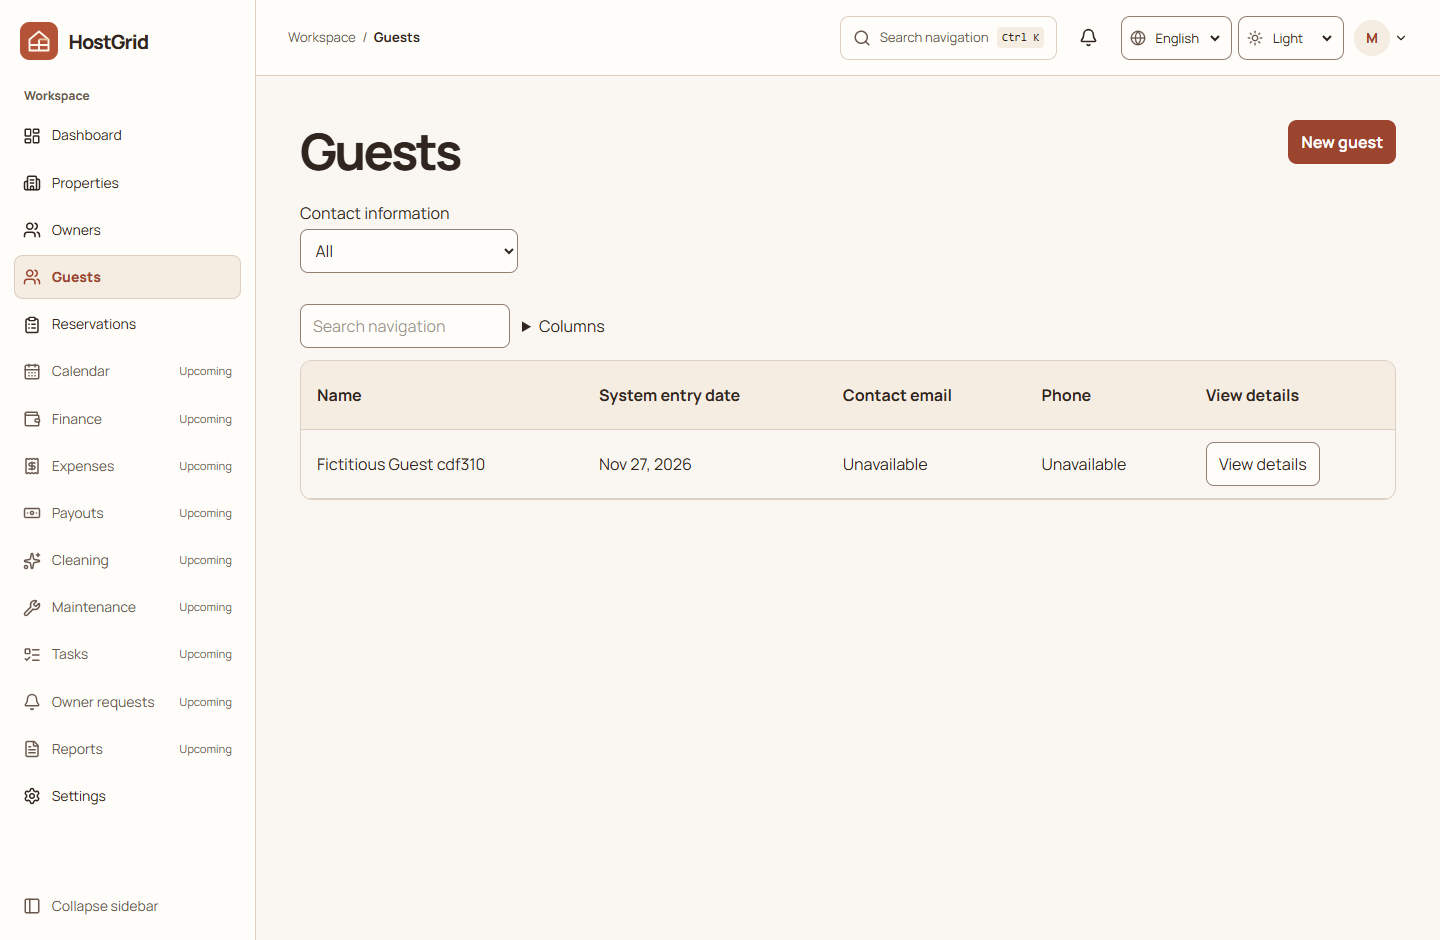 HostGrid
Workspace
Dashboard
Properties
Owners
Guests
Reservations
Calendar Upcoming
Finance Upcoming
Expenses Upcoming
Payouts Upcoming
Cleaning Upcoming
Maintenance Upcoming
Tasks Upcoming
Owner requests Upcoming
Reports Upcoming
Settings
Collapse sidebar
Workspace / Guests
Search navigation Ctrl K
English
Light
M
Guests
New guest
Contact information
All
Search navigation
Columns
Name System entry date Contact email Phone View details
Fictitious Guest cdf310 Nov 27, 2026 Unavailable Unavailable View details